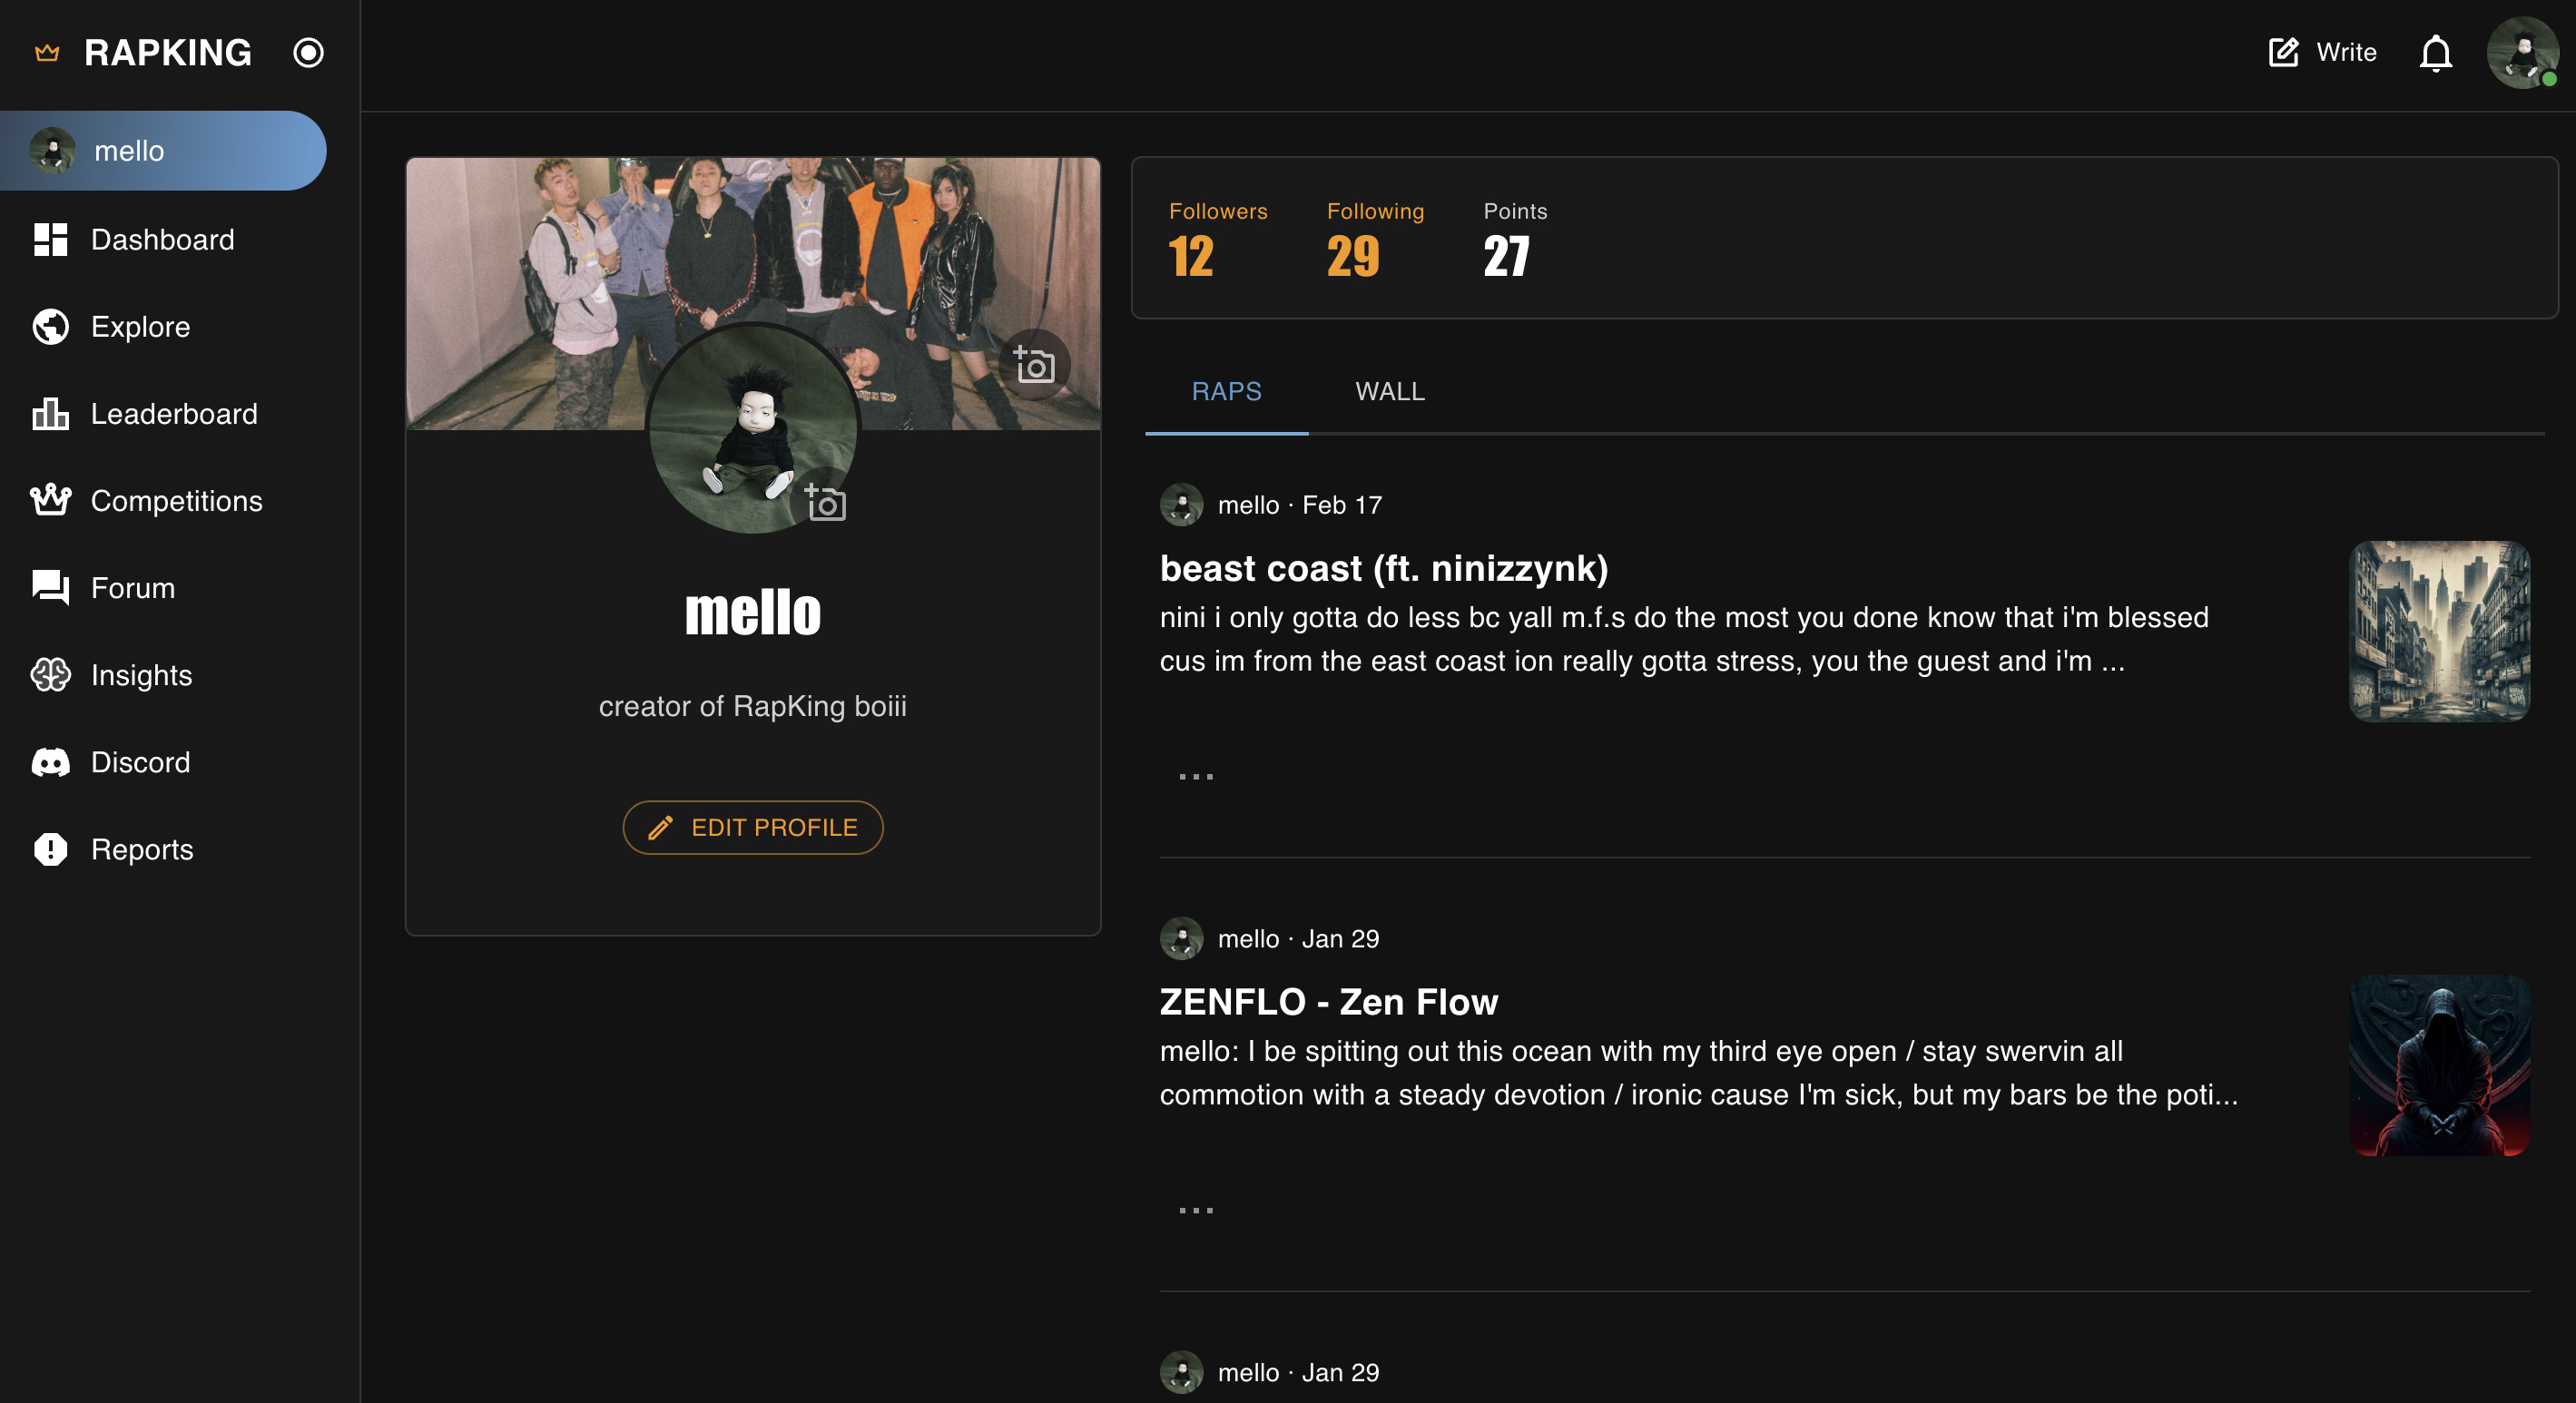 RAPKING
Write
mello
Dashboard
Explore
Leaderboard
Competitions
Forum
Insights
Discord
Reports
mello
creator of RapKing boiii
EDIT PROFILE
Followers
12
Following
29
Points
27
RAPS
WALL
mello · Feb 17
beast coast (ft. ninizzynk)
nini i only gotta do less bc yall m.f.s do the most you done know that i'm blessed
cus im from the east coast ion really gotta stress, you the guest and i'm ...
mello · Jan 29
ZENFLO - Zen Flow
mello: I be spitting out this ocean with my third eye open / stay swervin all
commotion with a steady devotion / ironic cause I'm sick, but my bars be the poti...
mello · Jan 29